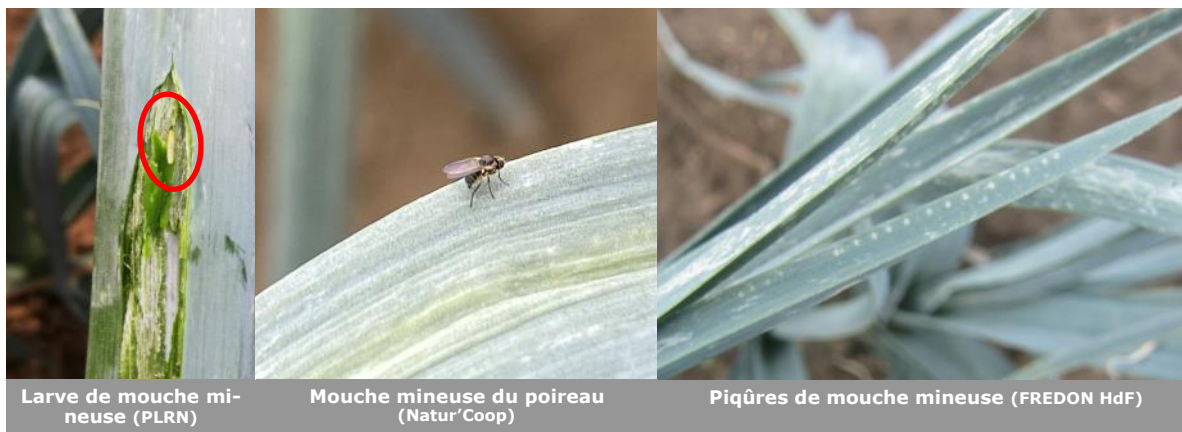 Larve de mouche mi-
neuse (PLRN)
Mouche mineuse du poireau
(Natur’Coop)
Piqûres de mouche mineuse (FREDON HdF)